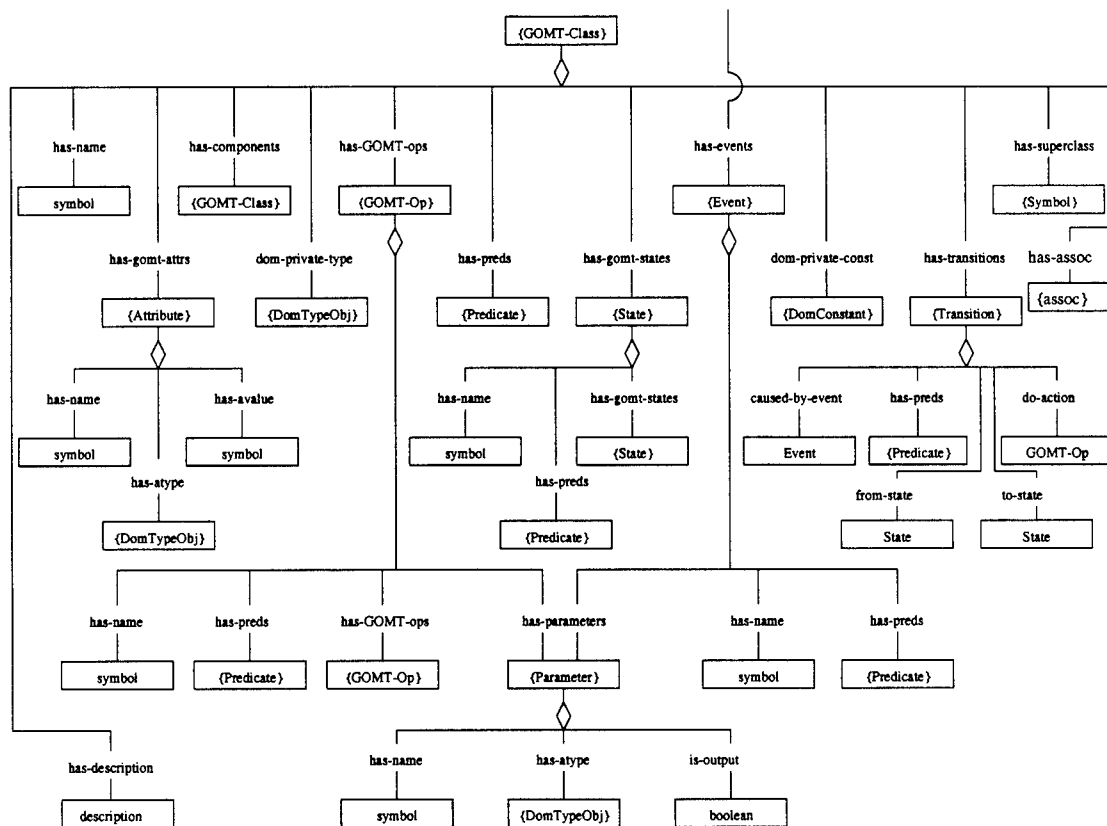 {GOMT-Class}
has-name
has-components
has-GOMT-ops
has-events
has-superclass
symbol
{GOMT-Class}
{GOMT-Op}
{Event}
{Symbol}
has-gomt-attrs
dom-private-type
has-preds
has-gomt-states
dom-private-const
has-transitions
has-assoc
{Attribute}
{DomTypeObj}
{Predicate}
{State}
{DomConstant}
{Transition}
{assoc}
has-name
has-avalue
has-name
has-gomt-states
caused-by-event
has-preds
do-action
symbol
symbol
symbol
{State}
Event
{Predicate}
GOMT-Op
has-atype
has-preds
from-state
to-state
{DomTypeObj}
{Predicate}
State
State
has-name
has-preds
has-GOMT-ops
has-parameters
has-name
has-preds
symbol
{Predicate}
{GOMT-Op}
{Parameter}
symbol
{Predicate}
has-description
has-name
has-atype
is-output
description
symbol
{DomTypeObj}
boolean